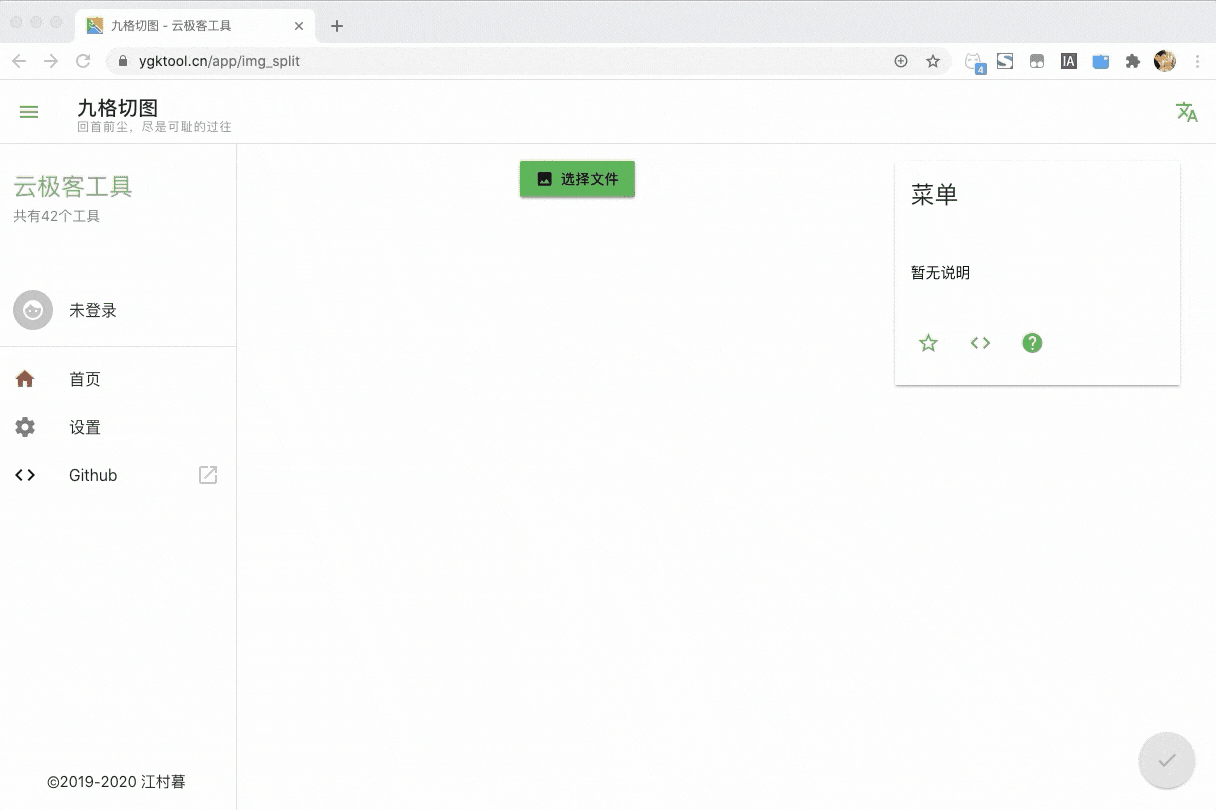 九格切图 - 云极客工具
ygktool.cn/app/img_split
4
IA
九格切图
回首前尘，尽是可耻的过往
云极客工具
共有42个工具
选择文件
菜单
暂无说明
未登录
首页
设置
Github
©2019-2020 江村暮